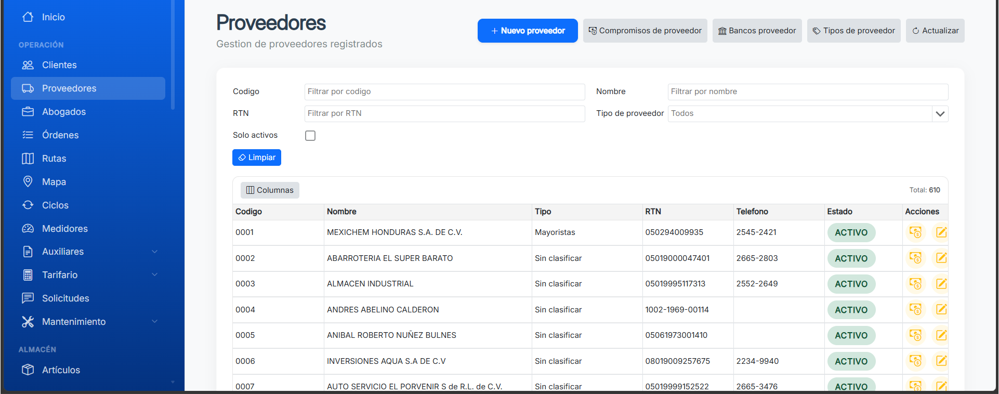 Inicio
OPERACIÓN
Clientes
Proveedores
Abogados
Órdenes
Rutas
Mapa
Ciclos
Medidores
Auxiliares
Tarifario
Solicitudes
Mantenimiento
ALMACÉN
Artículos
Proveedores
Gestion de proveedores registrados
+ Nuevo proveedor
Compromisos de proveedor
Bancos proveedor
Tipos de proveedor
Actualizar
Codigo Filtrar por codigo Nombre Filtrar por nombre
RTN Filtrar por RTN Tipo de proveedor Todos
Solo activos
Limpiar
Columnas Total: 610
Codigo Nombre Tipo RTN Telefono Estado Acciones
0001 MEXICHEM HONDURAS S.A. DE C.V. Mayoristas 050294009935 2545-2421 ACTIVO
0002 ABARROTERIA EL SUPER BARATO Sin clasificar 05019000047401 2665-2803 ACTIVO
0003 ALMACEN INDUSTRIAL Sin clasificar 05019995117313 2552-2649 ACTIVO
0004 ANDRES ABELINO CALDERON Sin clasificar 1002-1969-00114 ACTIVO
0005 ANIBAL ROBERTO NUÑEZ BULNES Sin clasificar 05061973001410 ACTIVO
0006 INVERSIONES AQUA S.A DE C.V Sin clasificar 08019009257675 2234-9940 ACTIVO
0007 AUTO SERVICIO EL PORVENIR S de R.L. de C.V. Sin clasificar 05019999152522 2665-3476 ACTIVO